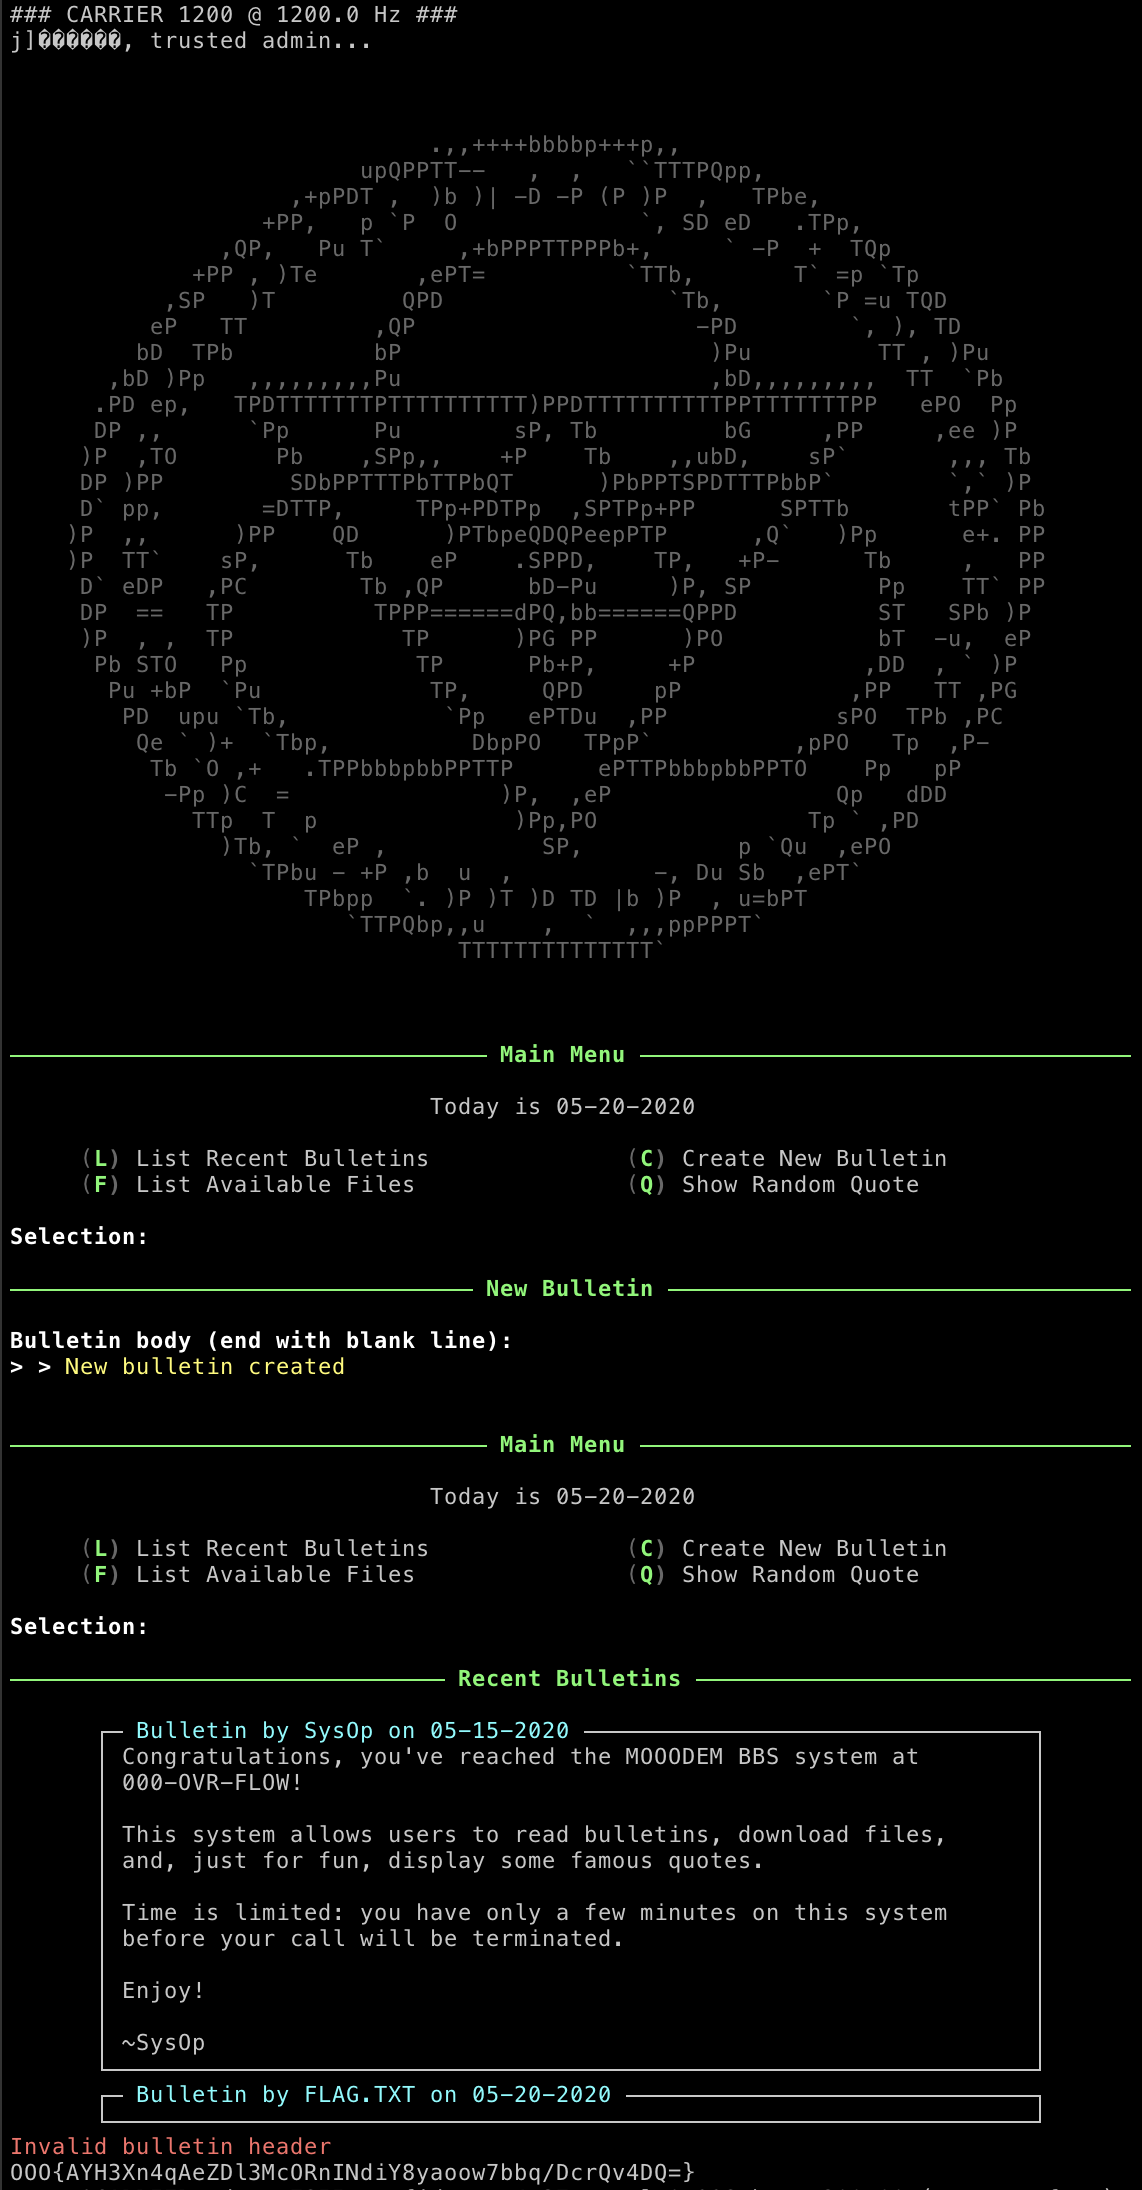 ### CARRIER 1200 @ 1200.0 Hz ###
j]������, trusted admin...
Main Menu
Today is 05-20-2020
(L) List Recent Bulletins (C) Create New Bulletin
(F) List Available Files (Q) Show Random Quote
Selection:
New Bulletin
Bulletin body (end with blank line):
> > New bulletin created
Main Menu
Today is 05-20-2020
(L) List Recent Bulletins (C) Create New Bulletin
(F) List Available Files (Q) Show Random Quote
Selection:
Recent Bulletins
Bulletin by SysOp on 05-15-2020
Congratulations, you've reached the MOOODEM BBS system at
000-OVR-FLOW!
This system allows users to read bulletins, download files,
and, just for fun, display some famous quotes.
Time is limited: you have only a few minutes on this system
before your call will be terminated.
Enjoy!
~SysOp
Bulletin by FLAG.TXT on 05-20-2020
Invalid bulletin header
OOO{AYH3Xn4qAeZDl3McORnINdiY8yaoow7bbq/DcrQv4DQ=}